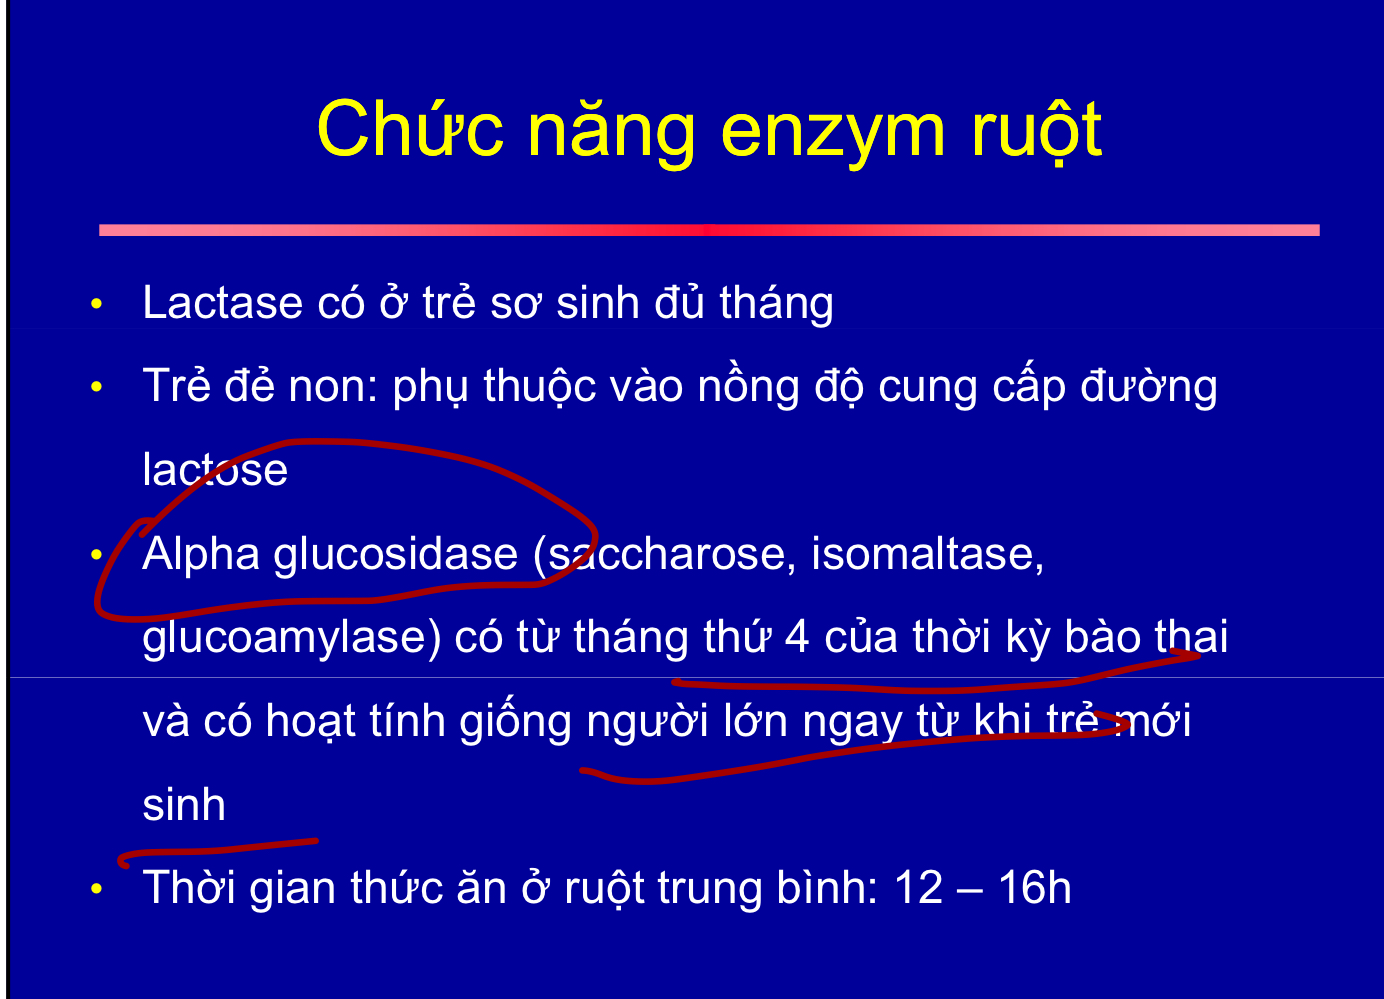 Chức năng enzym ruột
• Lactase có ở trẻ sơ sinh đủ tháng
• Trẻ đẻ non: phụ thuộc vào nồng độ cung cấp đường
lactose
• Alpha glucosidase (saccharose, isomaltase,
glucoamylase) có từ tháng thứ 4 của thời kỳ bào thai
và có hoạt tính giống người lớn ngay từ khi trẻ mới
sinh
• Thời gian thức ăn ở ruột trung bình: 12 – 16h